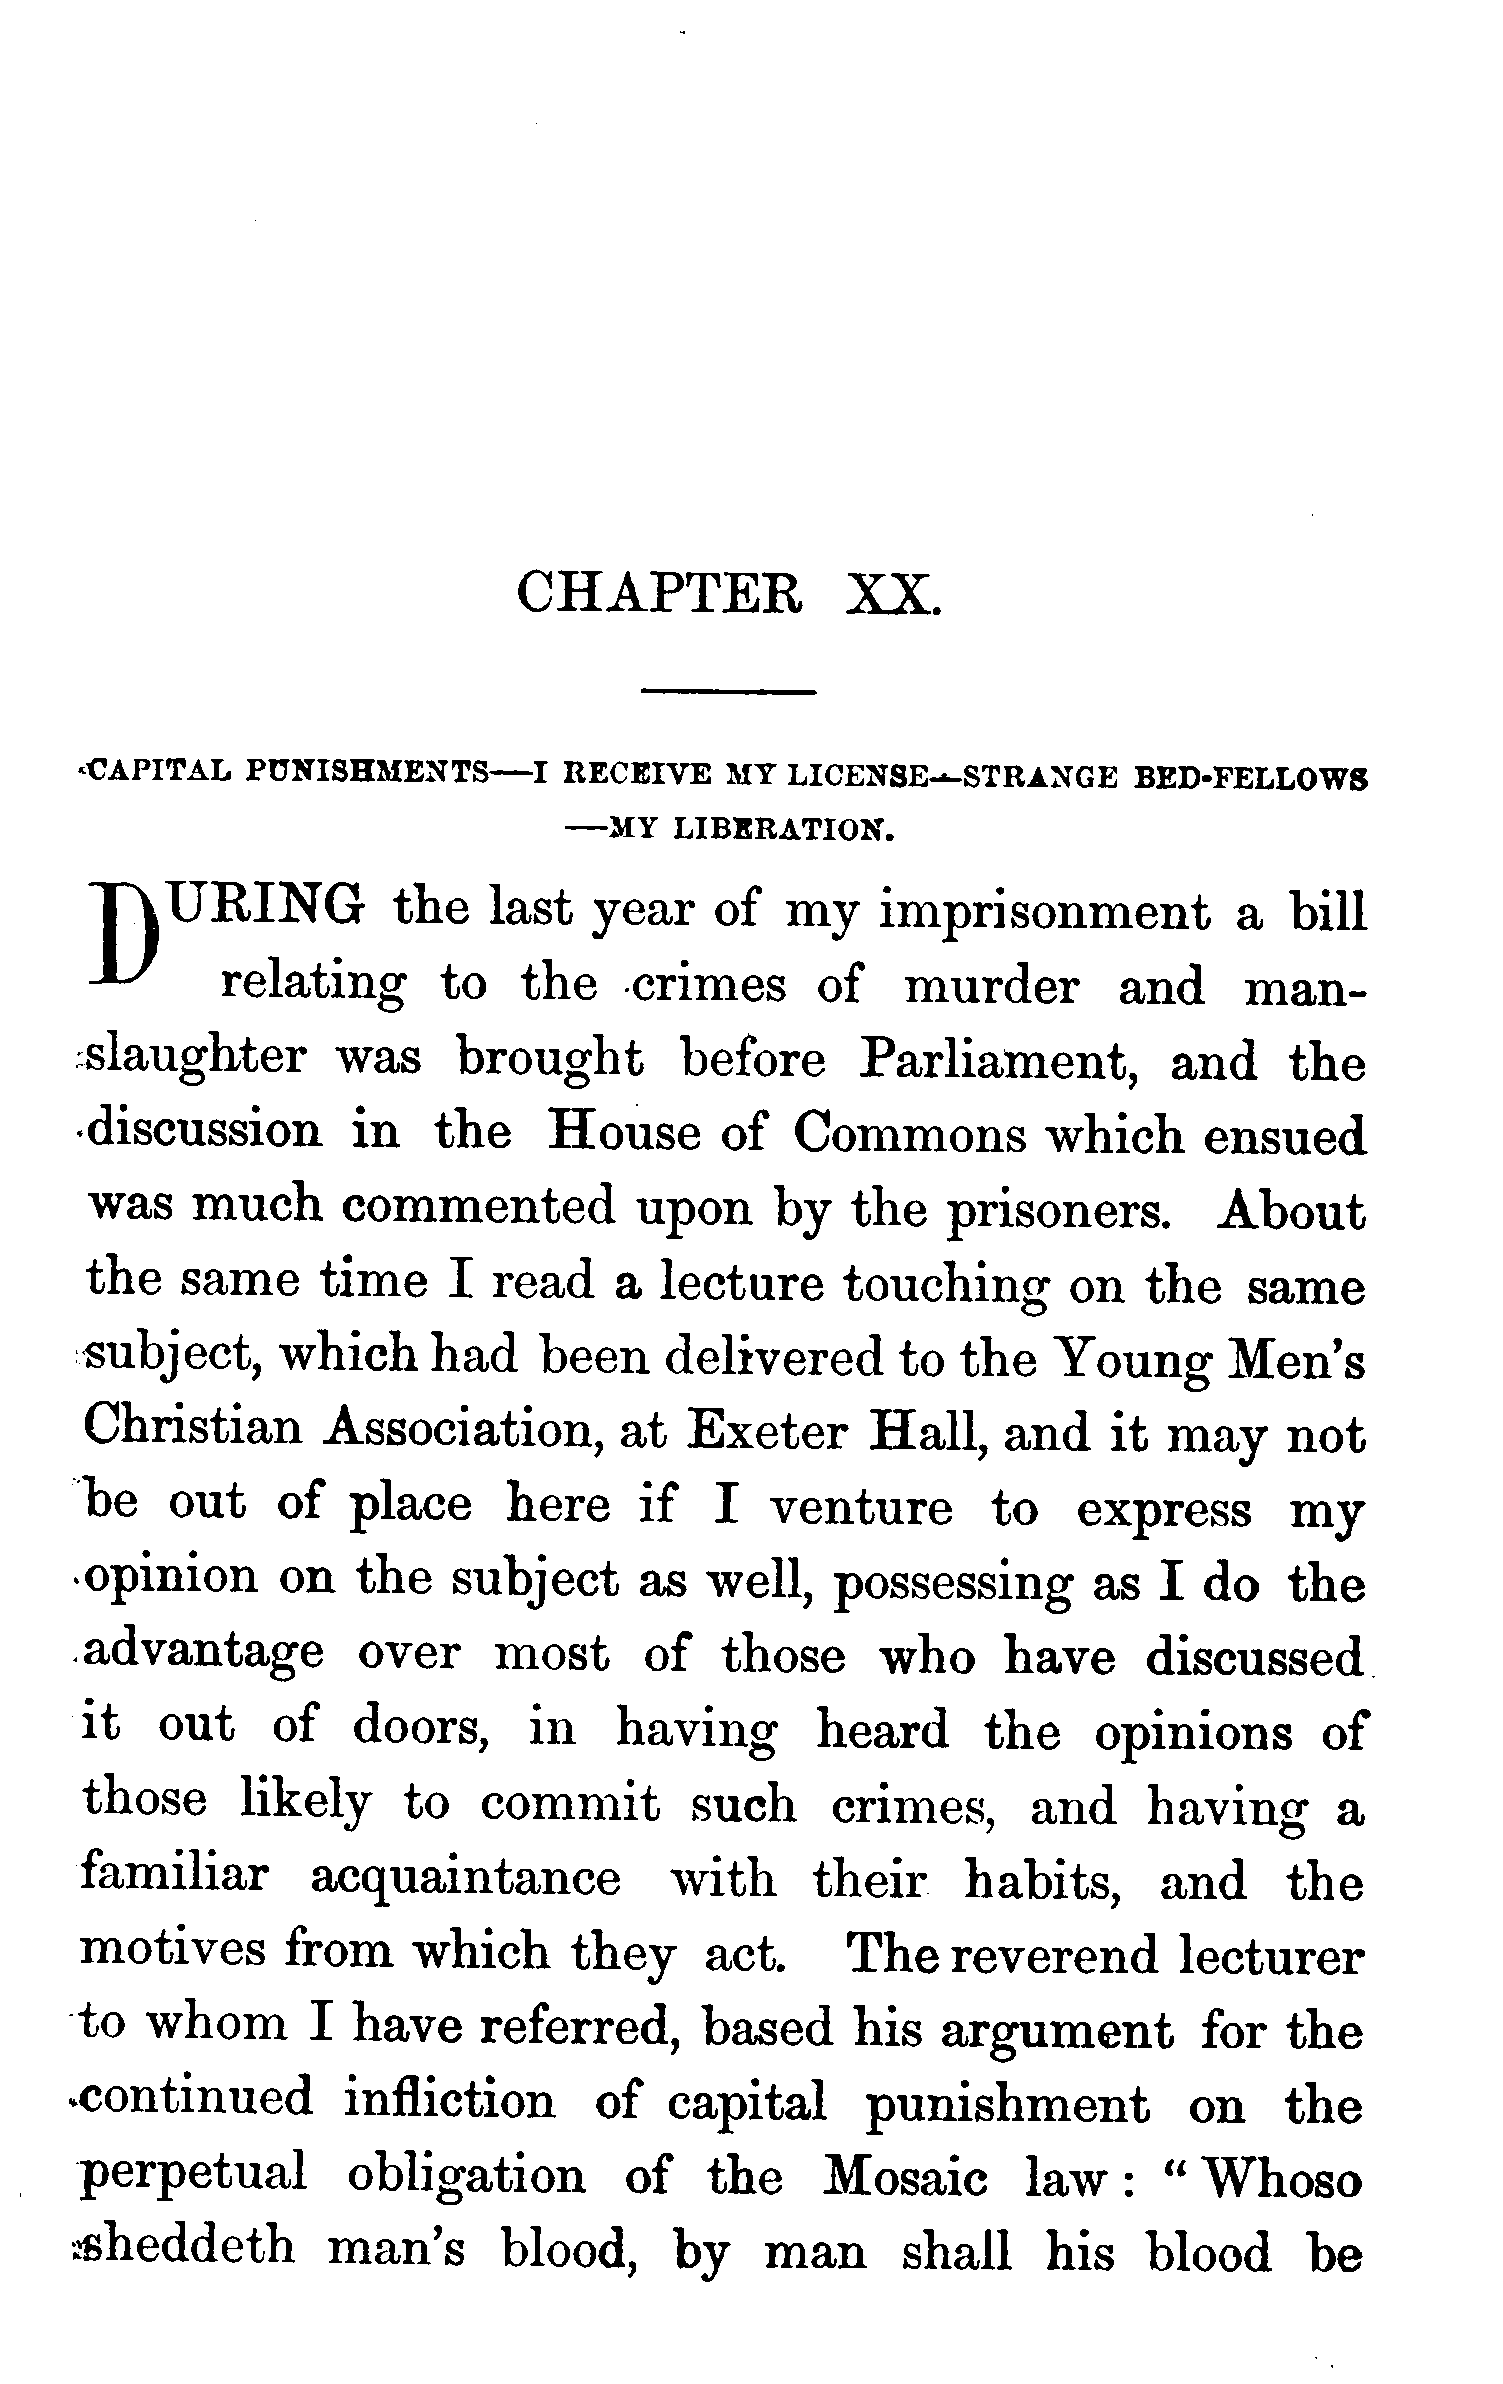 CHAPTER XX.
CAPITAL PUNISHMENTS—I RECEIVE MY LICENSE—STRANGE BED-FELLOWS
—MY LIBERATION.
DURING the last year of my imprisonment a bill
relating to the crimes of murder and man-
slaughter was brought before Parliament, and the
discussion in the House of Commons which ensued
was much commented upon by the prisoners. About
the same time I read a lecture touching on the same
subject, which had been delivered to the Young Men's
Christian Association, at Exeter Hall, and it may not
be out of place here if I venture to express my
opinion on the subject as well, possessing as I do the
advantage over most of those who have discussed
it out of doors, in having heard the opinions of
those likely to commit such crimes, and having a
familiar acquaintance with their habits, and the
motives from which they act. The reverend lecturer
to whom I have referred, based his argument for the
continued infliction of capital punishment on the
perpetual obligation of the Mosaic law : “ Whoso
sheddeth man's blood, by man shall his blood be